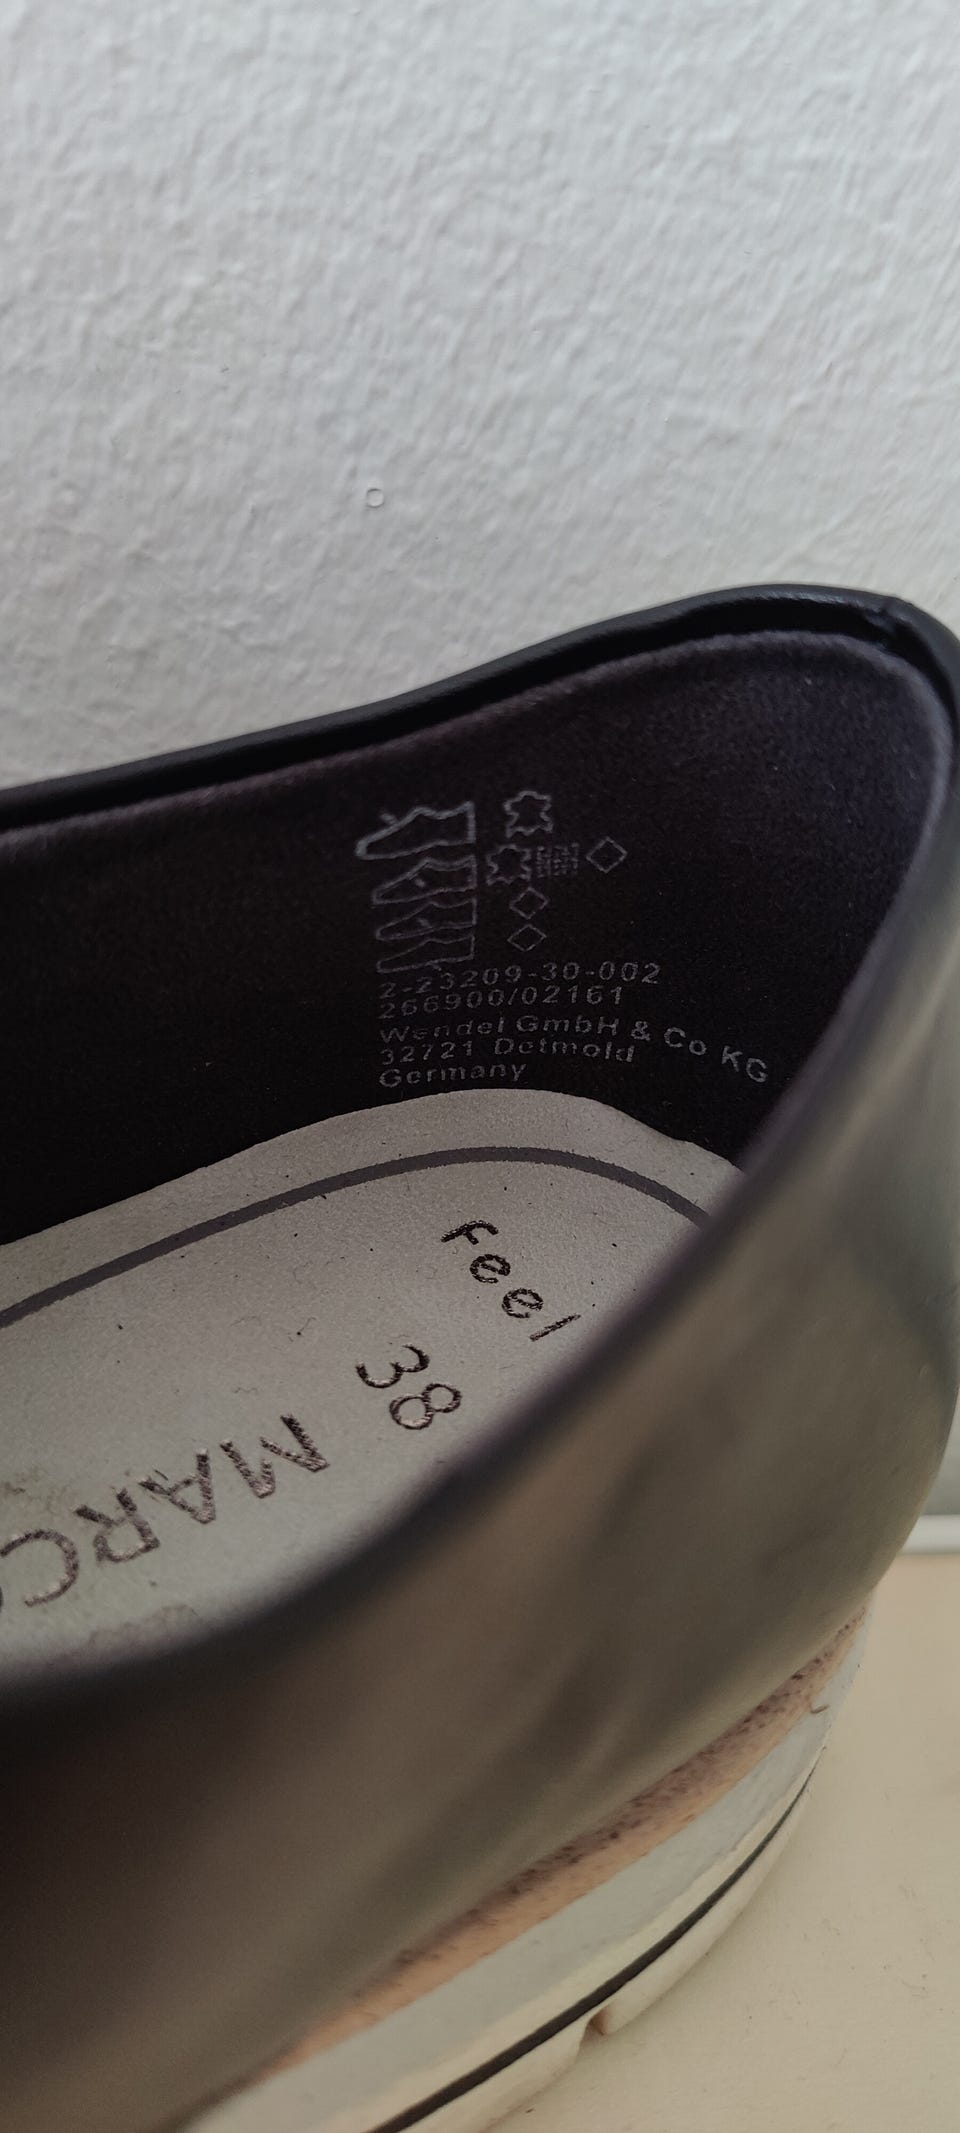 2-23209-30-002
266900/02161
Wendel GmbH & Co KG
32721 Detmold
Germany
Feel
38
MARC